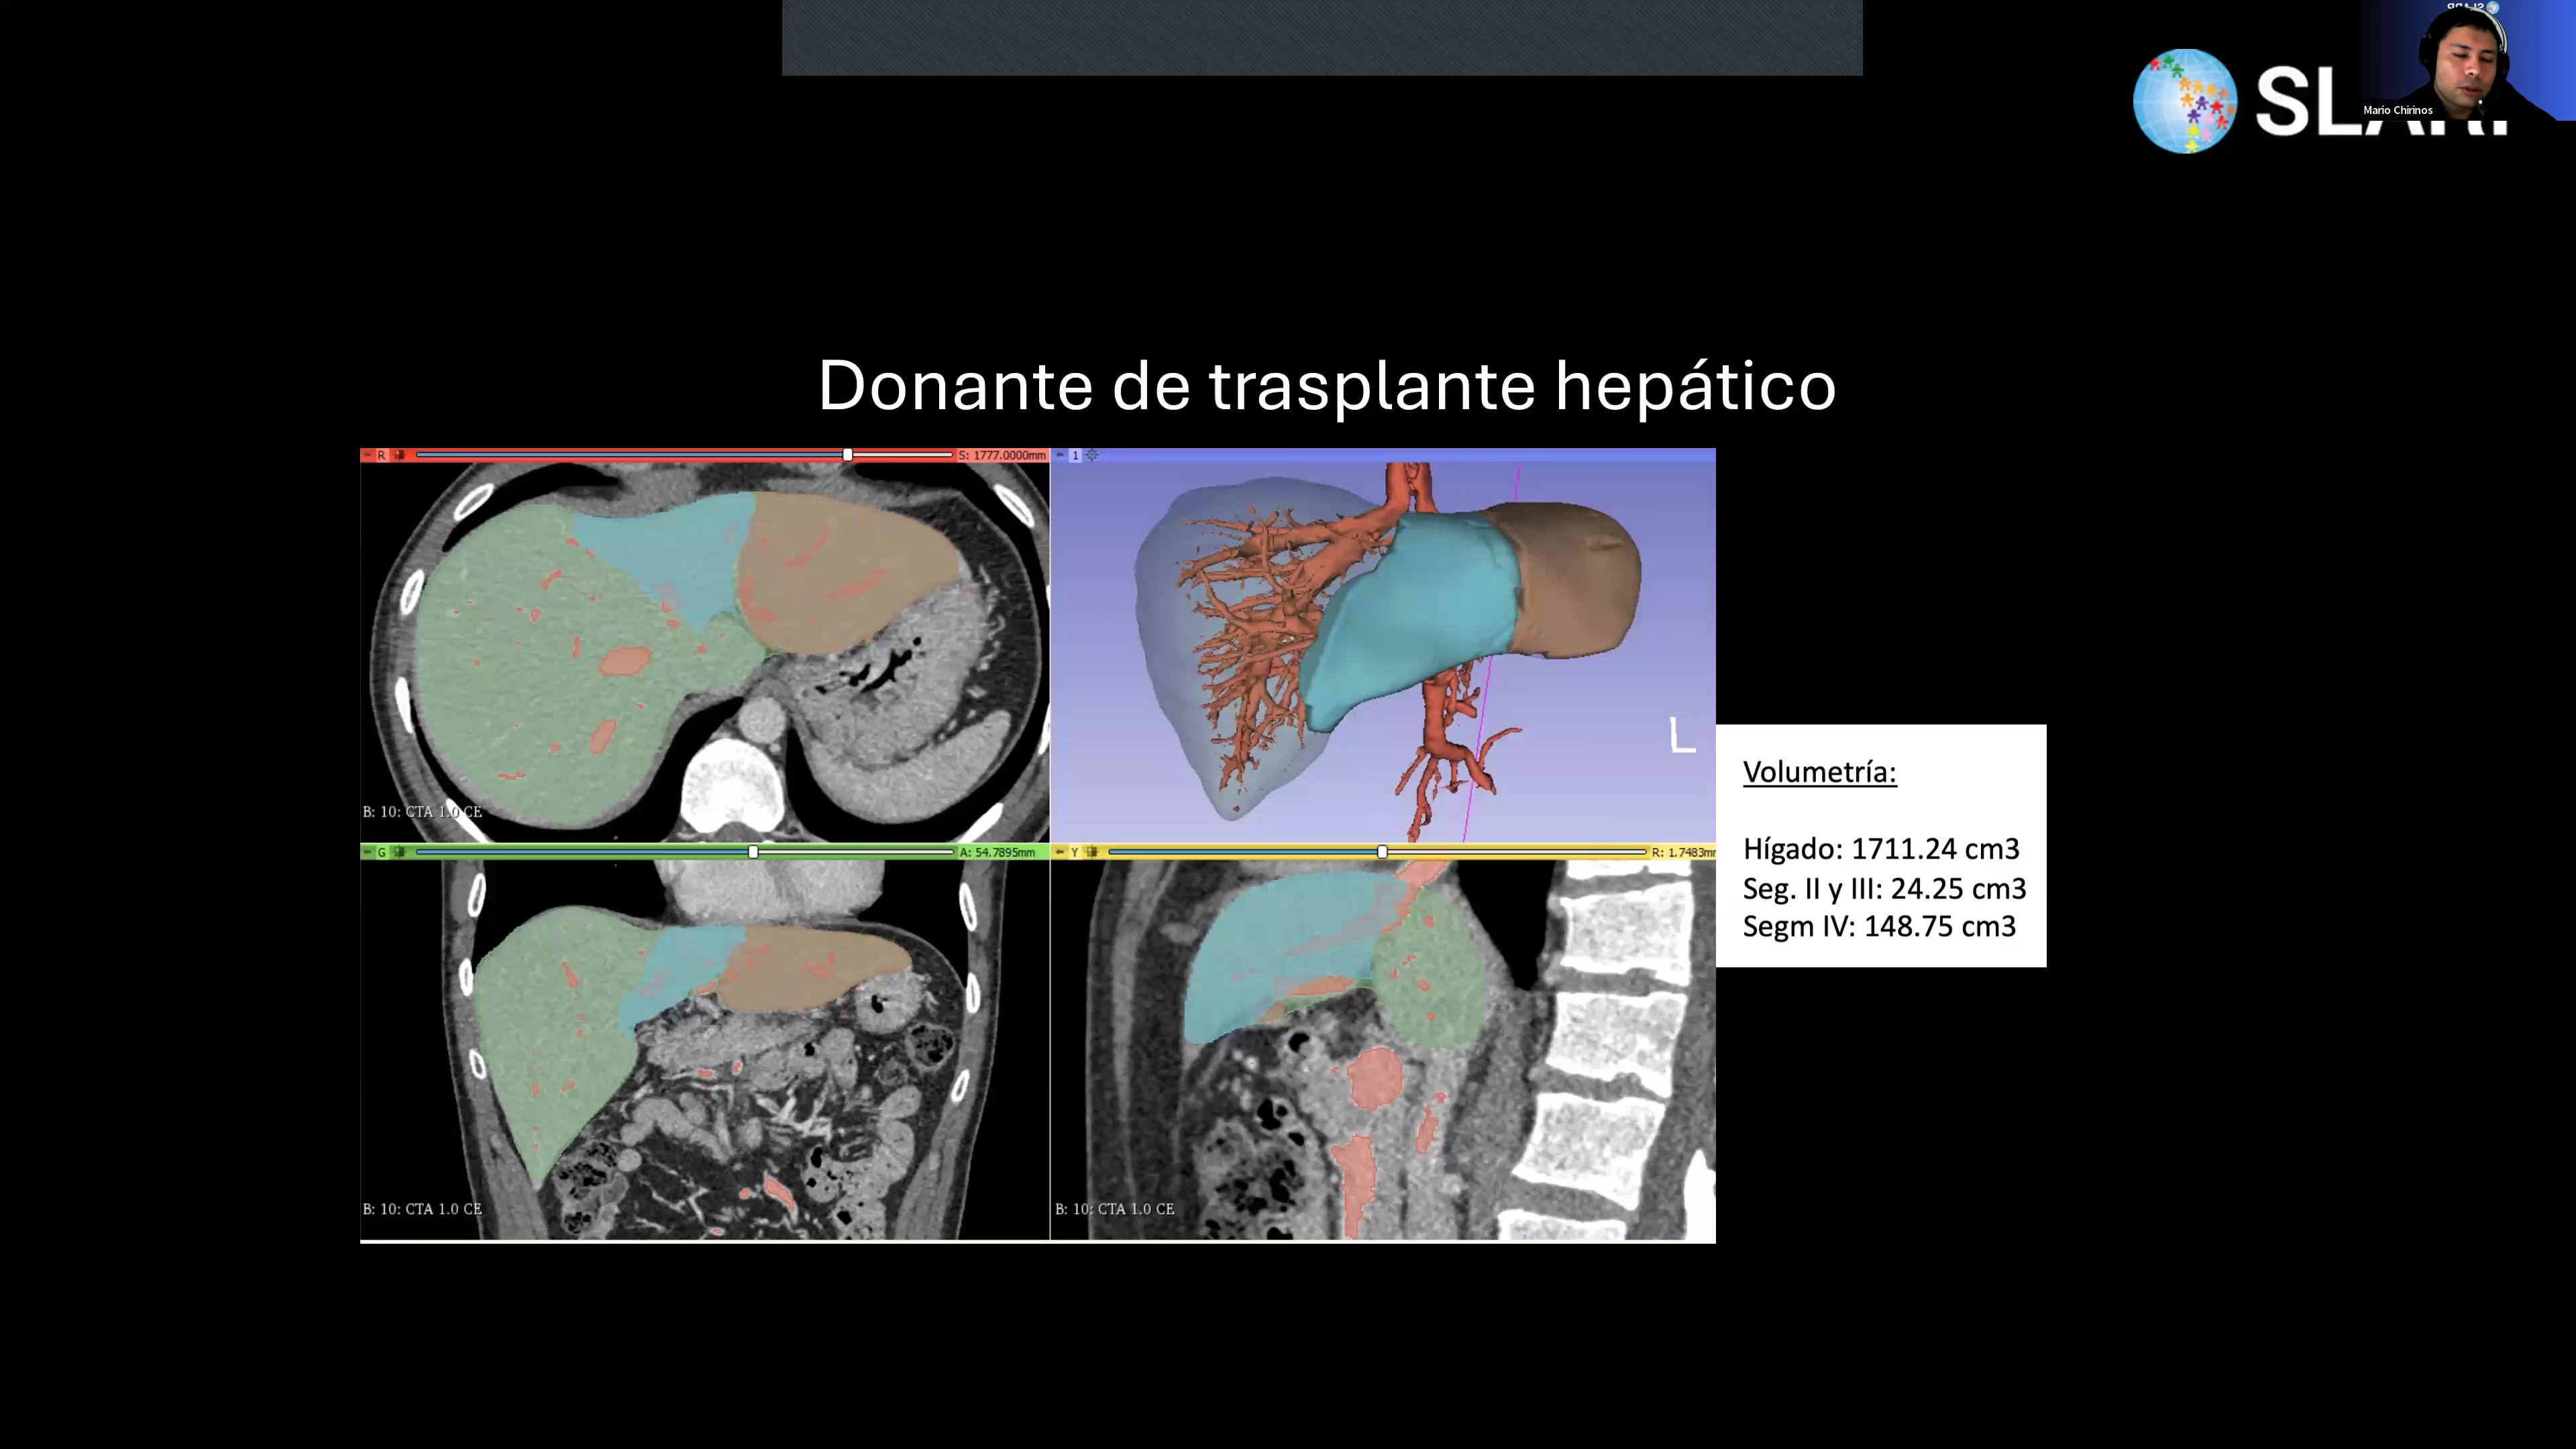 Mario Chirinos
Donante de trasplante hepático
R
S: 1777.0000mm
1
L
B: 10: CTA 1.0 CE
G
A: 54.7895mm
Y
R: 1.7483mm
B: 10: CTA 1.0 CE
B: 10: CTA 1.0 CE
Volumetría:
Hígado: 1711.24 cm3
Seg. II y III: 24.25 cm3
Segm IV: 148.75 cm3